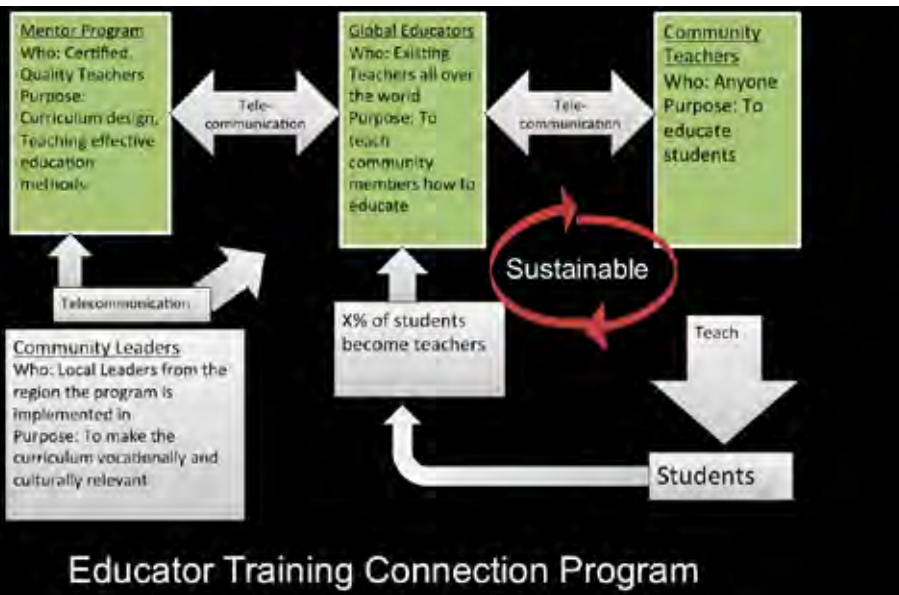 Mentor Program
Who: Certified,
Quality Teachers
Purpose:
Curriculum design,
Teaching effective
education
methods
Tele-
communication
Global Educators
Who: Existing
Teachers all over
the world
Purpose: To
teach
community
members how to
educate
Tele-
communication
Community
Teachers
Who: Anyone
Purpose: To
educate
students
Sustainable
Telecommunication
Community Leaders
Who: Local Leaders from the
region the program is
implemented in
Purpose: To make the
curriculum vocationally and
culturally relevant
X% of students
become teachers
Teach
Students
Educator Training Connection Program